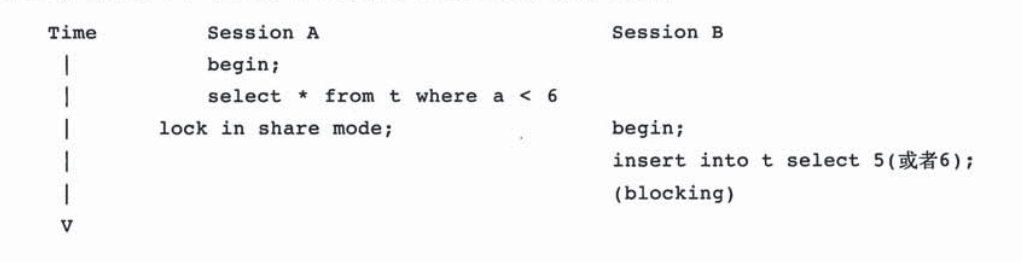 Time Session A Session B
| begin;
| select * from t where a < 6
| lock in share mode; begin;
| insert into t select 5(或者6);
| (blocking)
V